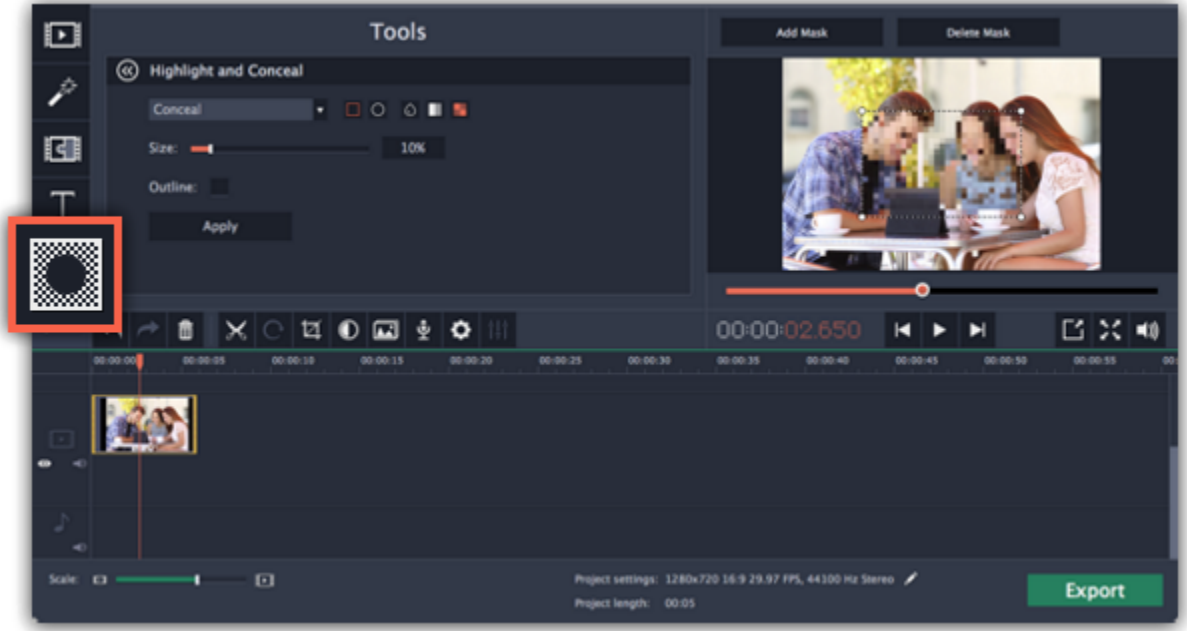 Tools
Add Mask
Delete Mask
Highlight and Conceal
Conceal
Size:
10%
Outline:
Apply
T
00:00:02.650
00:00:00 00:00:05 00:00:10 00:00:15 00:00:20 00:00:25 00:00:30 00:00:35 00:00:40 00:00:45 00:00:50 00:00:55 00:
Scale:
Project settings: 1280x720 16:9 29.97 FPS, 44100 Hz Stereo
Project length: 00:05
Export